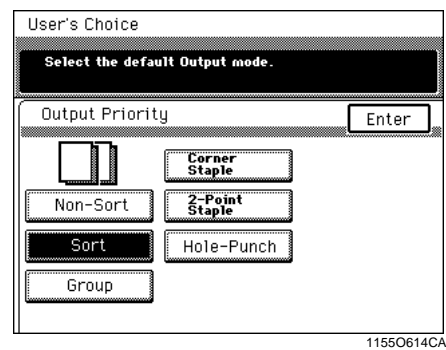 User's Choice
Select the default Output mode.
Output Priority
Enter
Corner
Staple
Non-Sort
2-Point
Staple
Sort
Hole-Punch
Group
1155O614CA